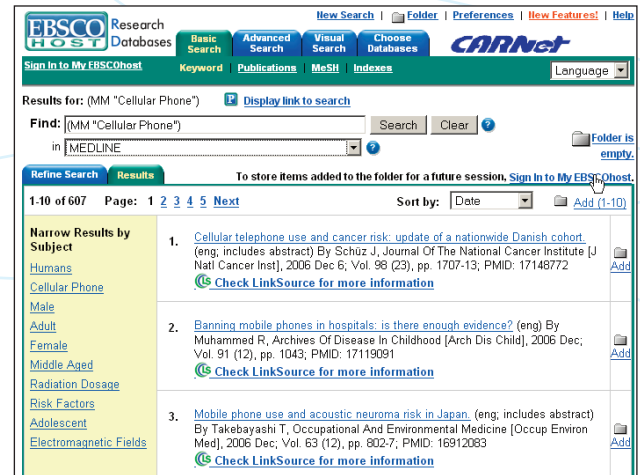 New Search | Folder | Preferences | New Features! | Help
EBSCO HOST Research Databases
Basic Search Advanced Search Visual Search Choose Databases
CARNet
Sign In to My EBSCOhost Keyword | Publications | MeSH | Indexes Language
Results for: (MM "Cellular Phone") P Display link to search
Find: (MM "Cellular Phone") Search Clear ?
in MEDLINE ?
Folder is
empty.
Refine Search Results To store items added to the folder for a future session, Sign In to My EBSCOhost.
1-10 of 607 Page: 1 2 3 4 5 Next Sort by: Date Add (1-10)
Narrow Results by
Subject
Humans
Cellular Phone
Male
Adult
Female
Middle Aged
Radiation Dosage
Risk Factors
Adolescent
Electromagnetic Fields
1. Cellular telephone use and cancer risk: update of a nationwide Danish cohort.
(eng; includes abstract) By Schüz J, Journal Of The National Cancer Institute [J
Natl Cancer Inst], 2006 Dec 6; Vol. 98 (23), pp. 1707-13; PMID: 17148772
Add
LS Check LinkSource for more information
2. Banning mobile phones in hospitals: is there enough evidence? (eng) By
Muhammed R, Archives Of Disease In Childhood [Arch Dis Child], 2006 Dec;
Vol. 91 (12), pp. 1043; PMID: 17119091
Add
LS Check LinkSource for more information
3. Mobile phone use and acoustic neuroma risk in Japan. (eng; includes abstract)
By Takebayashi T, Occupational And Environmental Medicine [Occup Environ
Med], 2006 Dec; Vol. 63 (12), pp. 802-7; PMID: 16912083
Add
LS Check LinkSource for more information